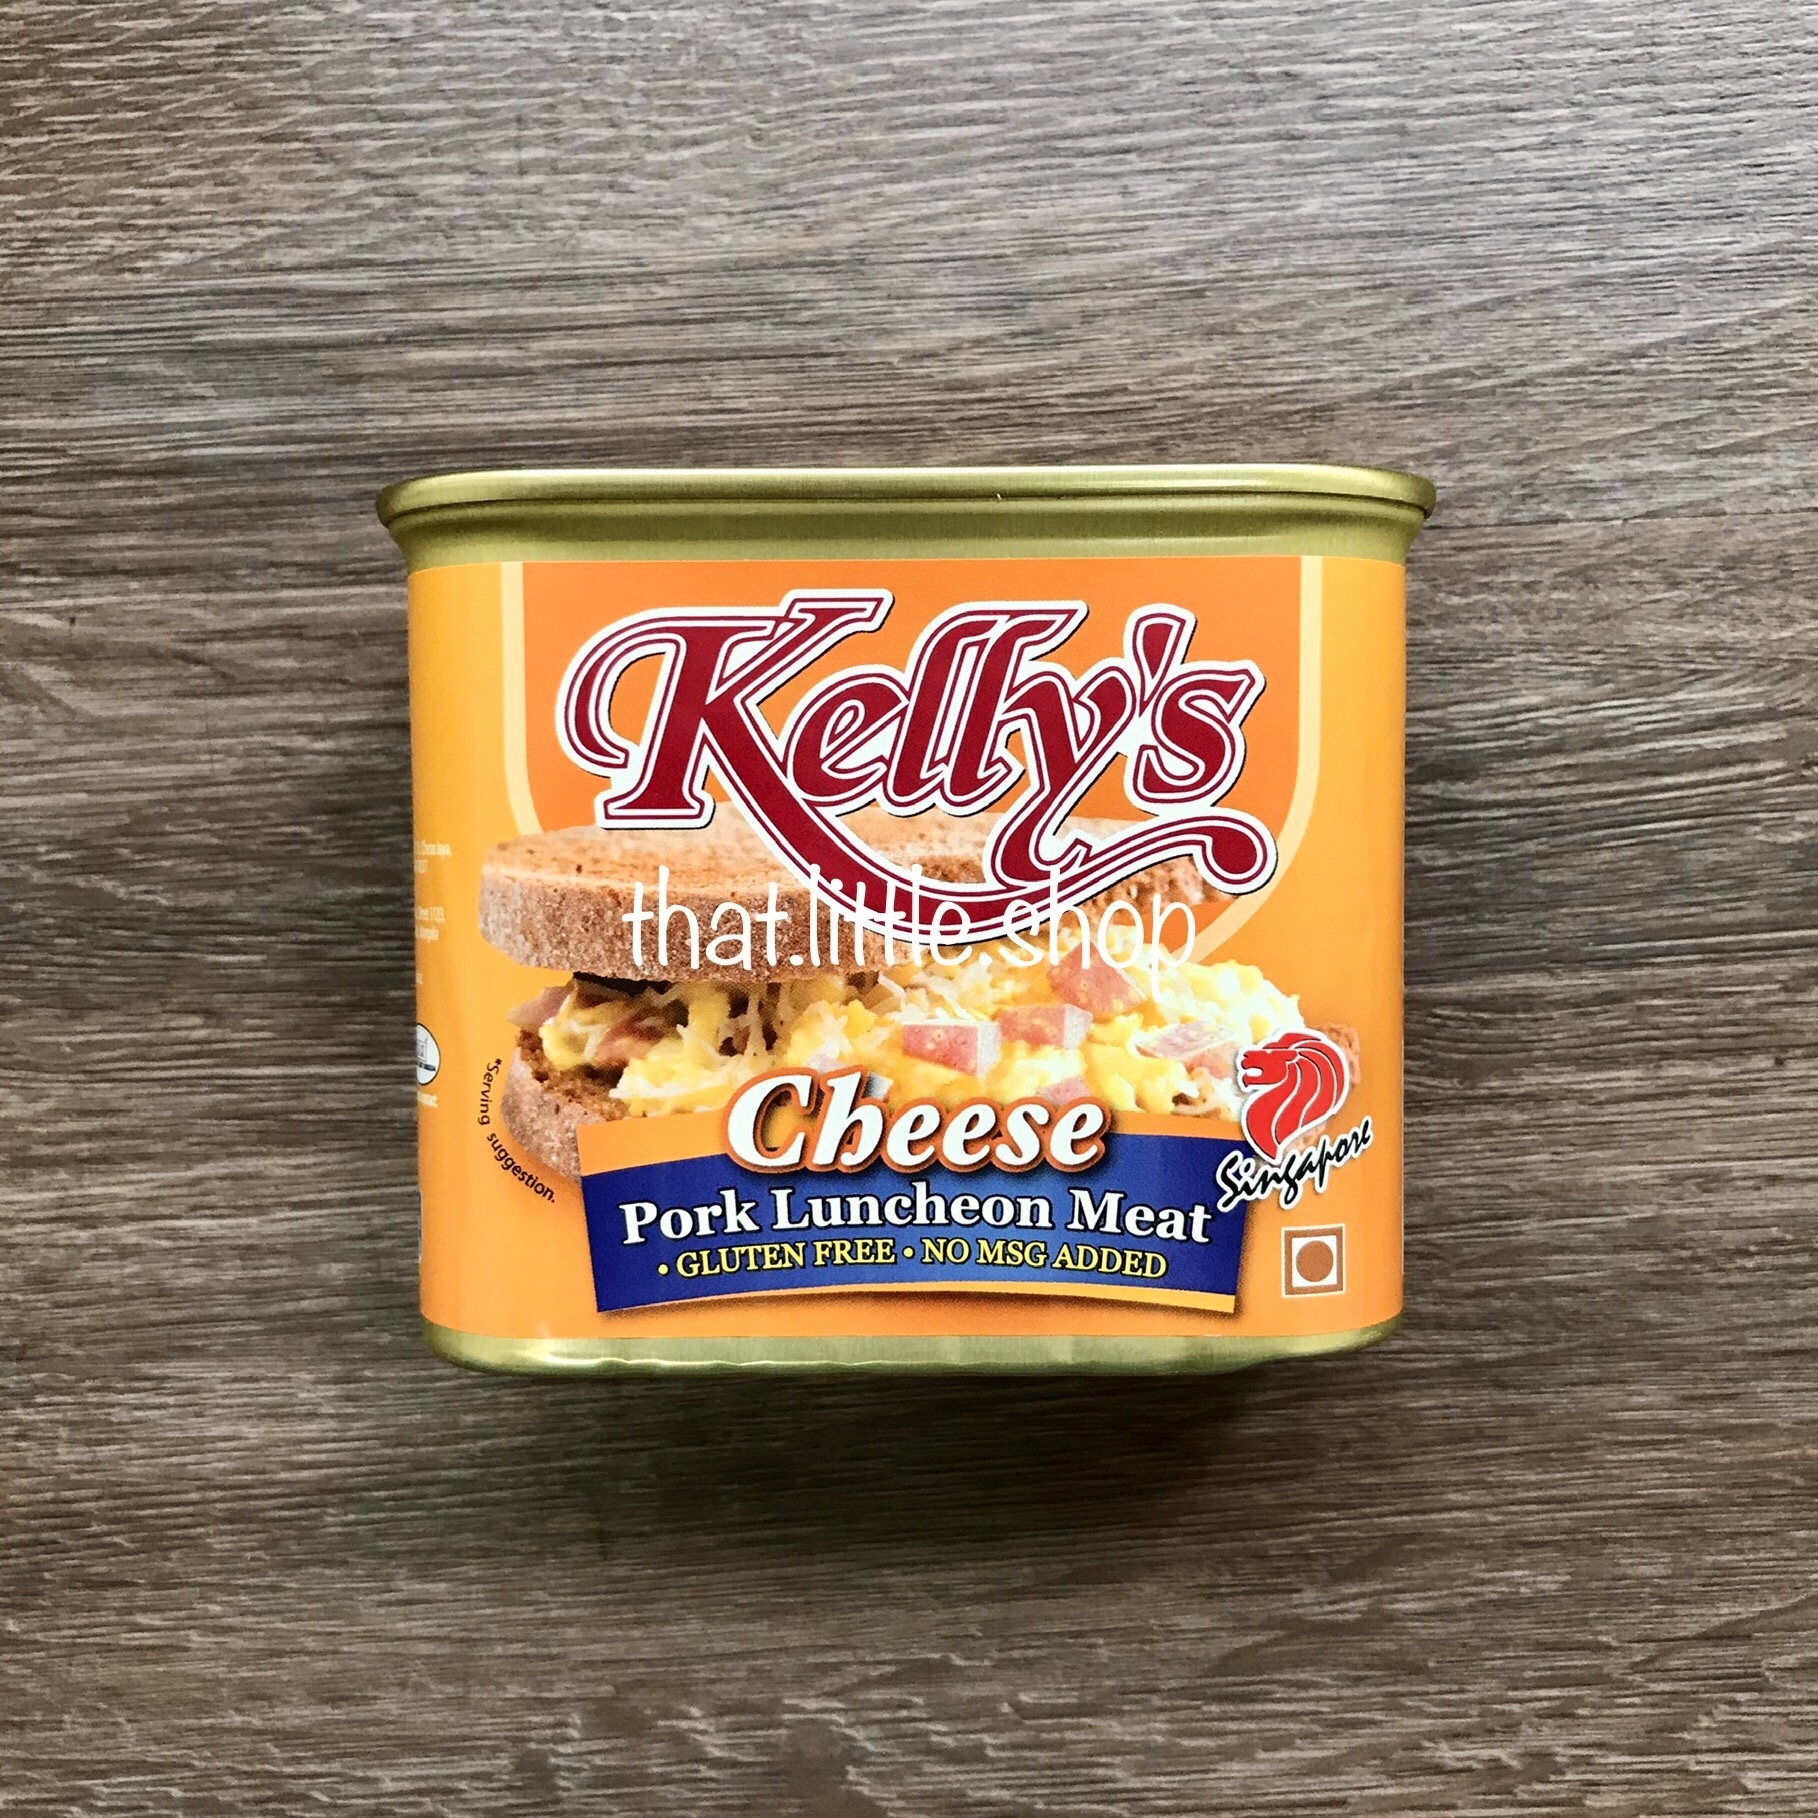 Kelly's
that.little.shop
Cheese
Pork Luncheon Meat
• GLUTEN FREE • NO MSG ADDED
Singapore
*Serving suggestion.